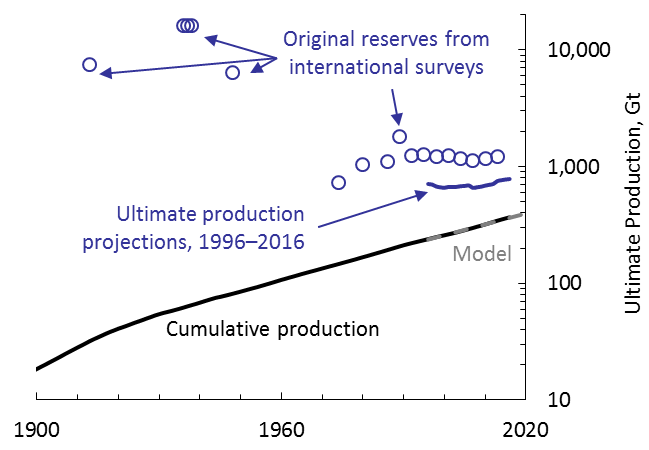 Original reserves from
international surveys
10,000
1,000
Ultimate production
projections, 1996–2016
Model
100
Cumulative production
10
1900
1960
2020
Ultimate Production, Gt